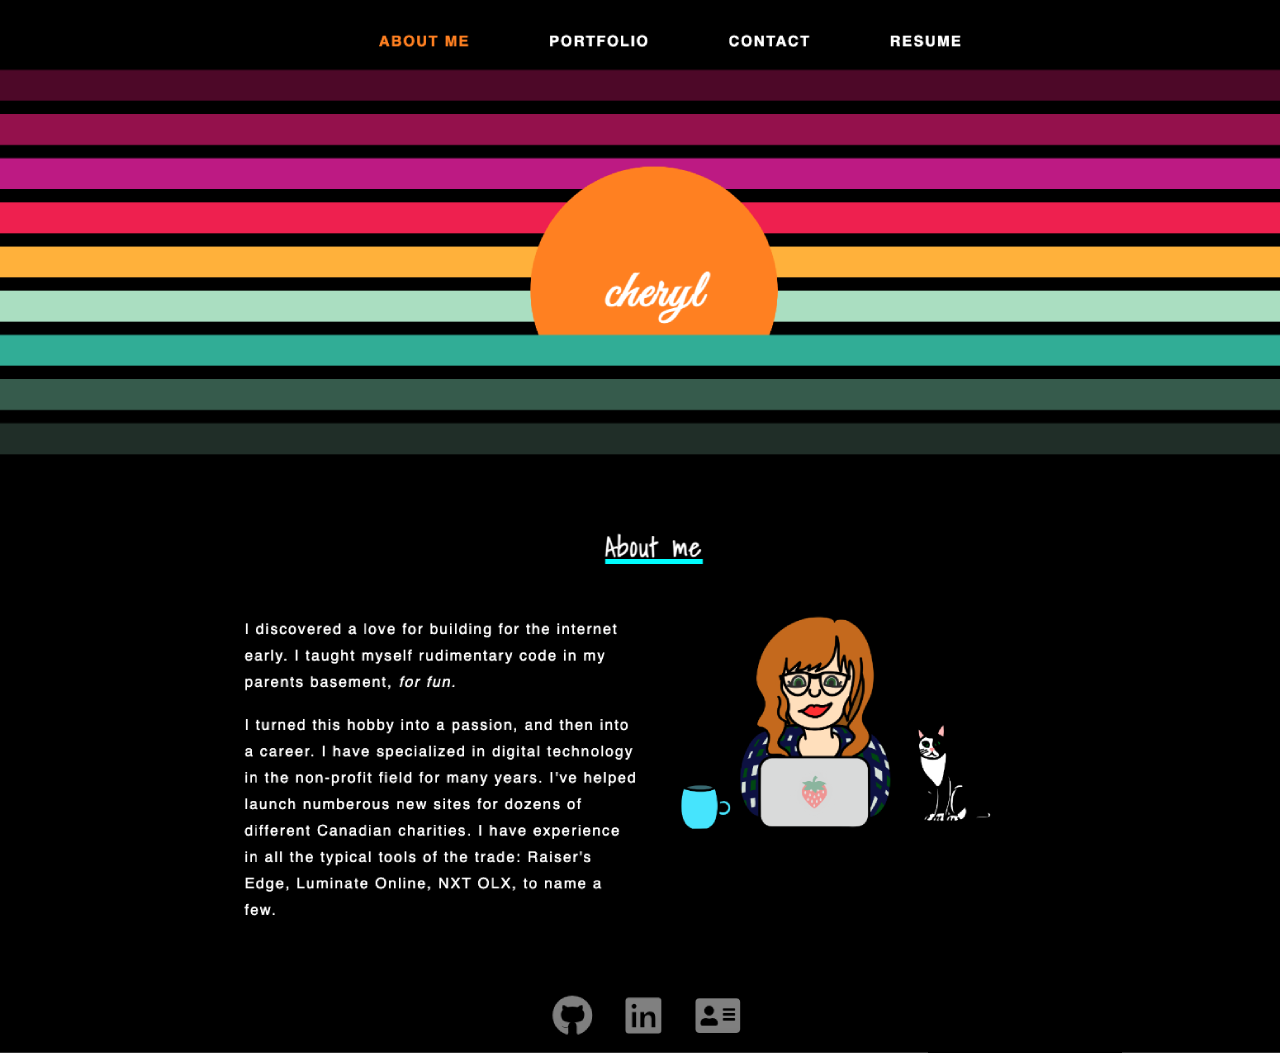 ABOUT ME PORTFOLIO CONTACT RESUME
cheryl
About me
I discovered a love for building for the internet
early. I taught myself rudimentary code in my
parents basement, for fun.
I turned this hobby into a passion, and then into
a career. I have specialized in digital technology
in the non-profit field for many years. I've helped
launch numberous new sites for dozens of
different Canadian charities. I have experience
in all the typical tools of the trade: Raiser's
Edge, Luminate Online, NXT OLX, to name a
few.
in